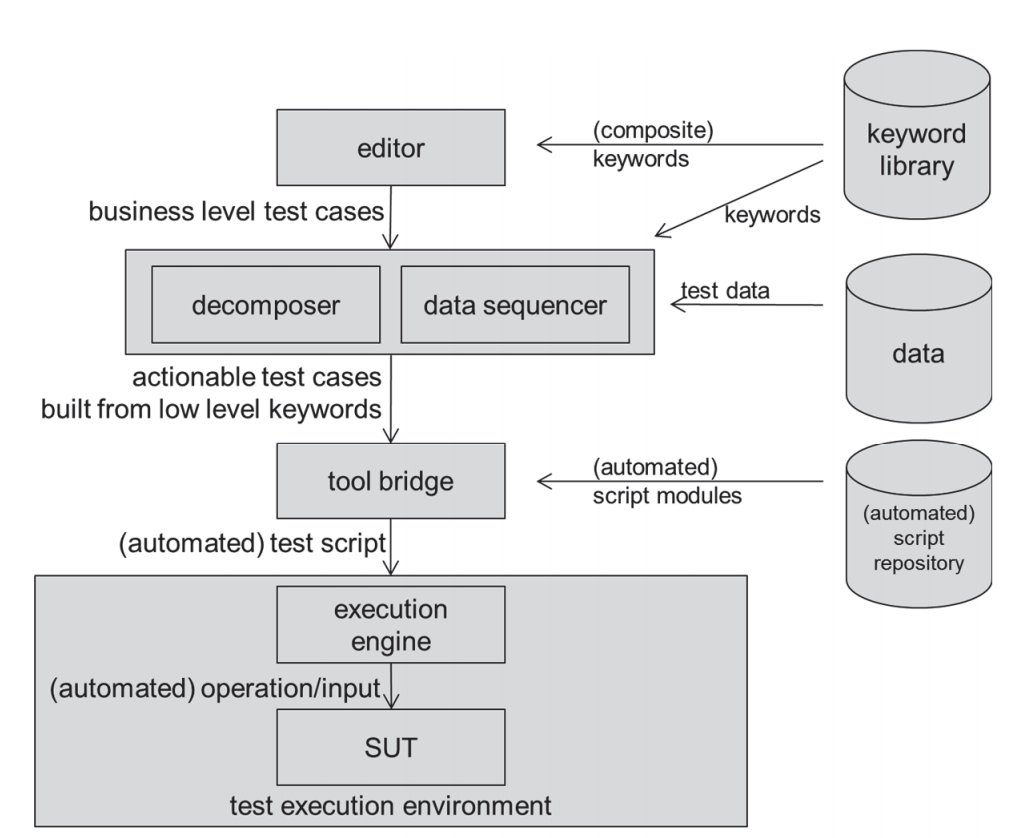 editor
(composite)
keywords
keyword
library
business level test cases
keywords
decomposer
data sequencer
test data
data
actionable test cases
built from low level keywords
tool bridge
(automated)
script modules
(automated)
script
repository
(automated) test script
execution
engine
(automated) operation/input
SUT
test execution environment